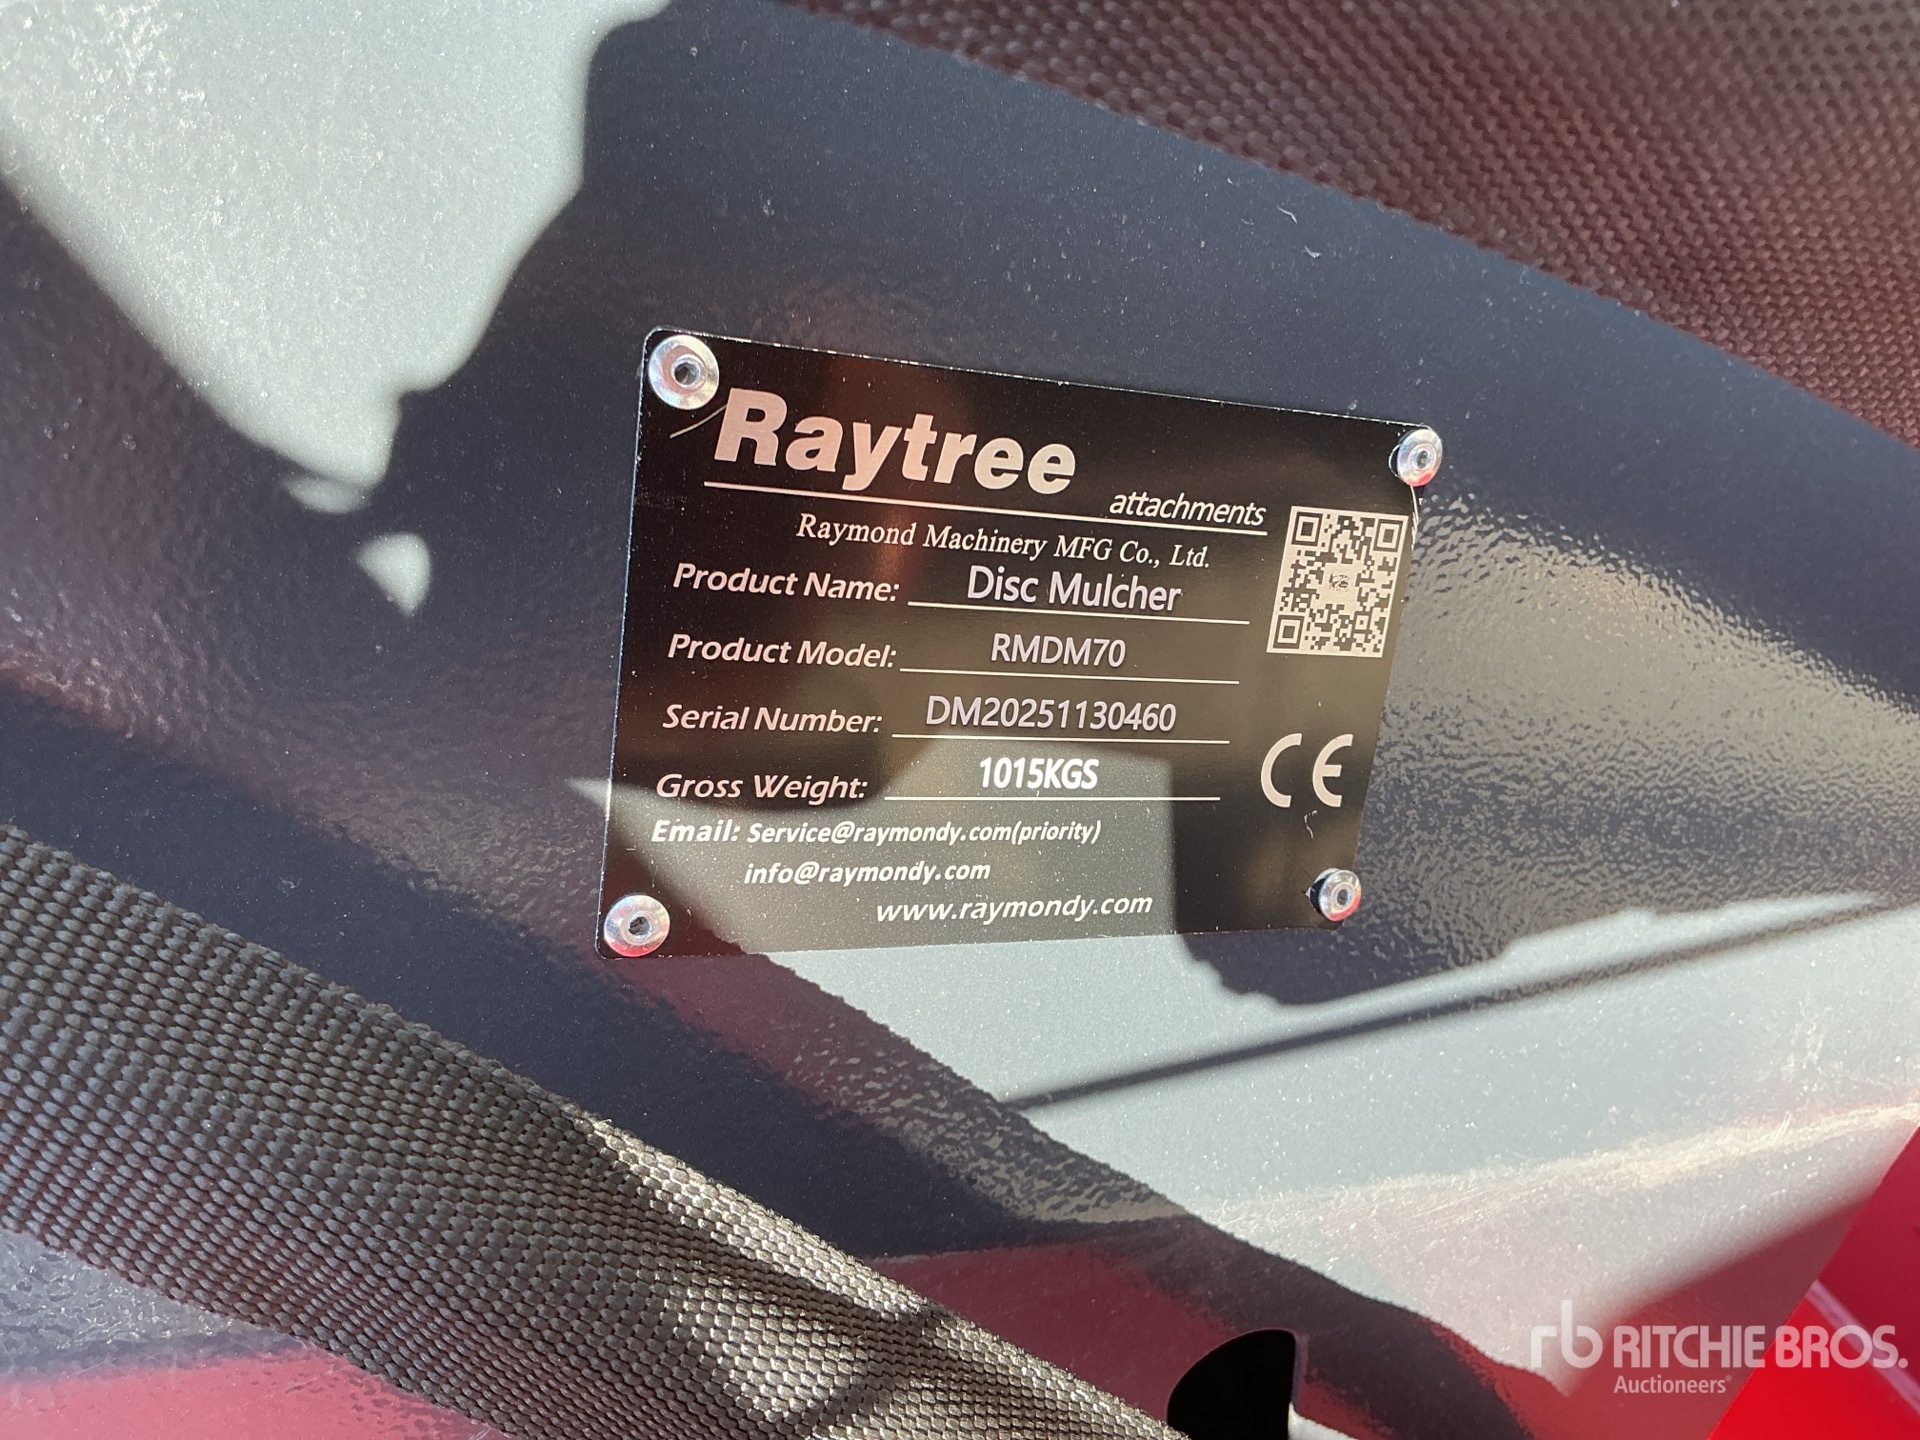 Raytree
attachments
Raymond Machinery MFG Co., Ltd.
Product Name: Disc Mulcher
Product Model: RMDM70
Serial Number: DM20251130460
Gross Weight: 1015KGS
CE
Email: Service@raymondy.com(priority)
info@raymondy.com
www.raymondy.com
rb RITCHIE BROS.
Auctioneers